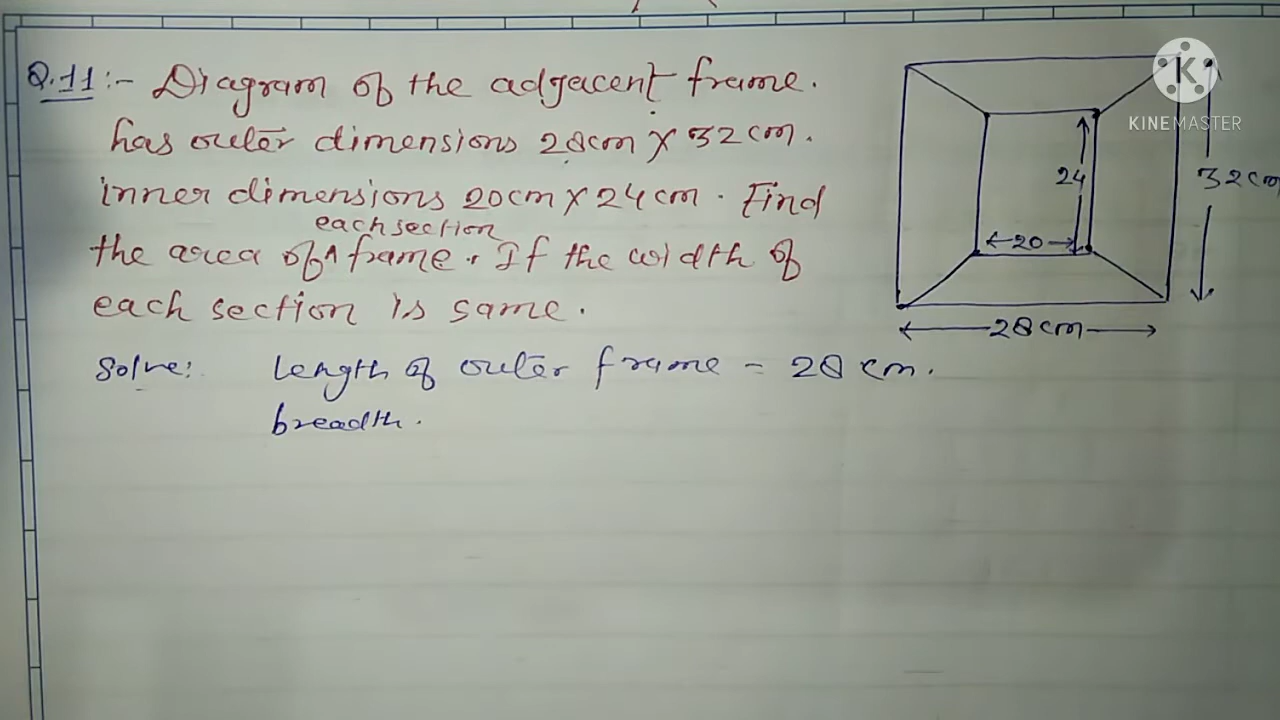 Q.11:- Diagram of the adjacent frame.
has outer dimensions 28cm x 32cm.
inner dimensions 20cm x 24cm. Find
each section
the area of ^ frame. If the width of
each section is same.
Solve: Length of outer frame = 28 cm.
breadth.
24
20
32cm
28cm
KINEMASTER
K